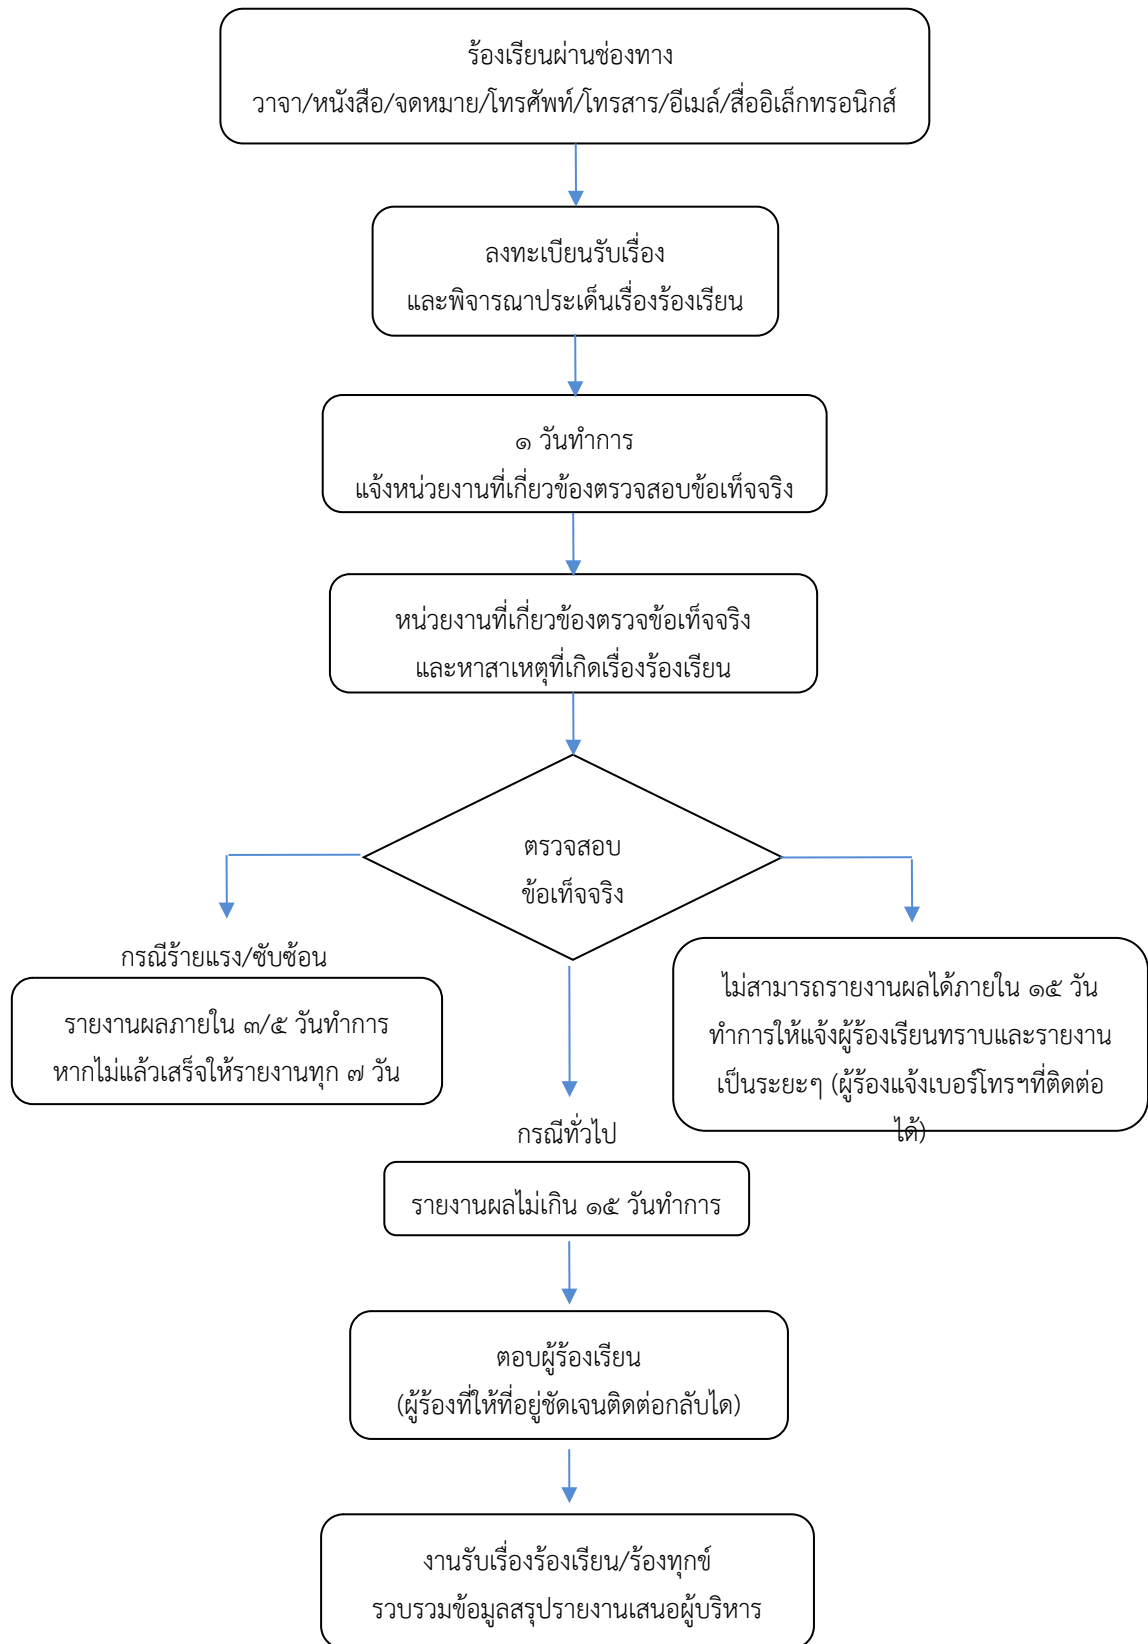 ร้องเรียนผ่านช่องทาง
วาจา/หนังสือ/จดหมาย/โทรศัพท์/โทรสาร/อีเมล์/สื่ออิเล็กทรอนิกส์
ลงทะเบียนรับเรื่อง
และพิจารณาประเด็นเรื่องร้องเรียน
๑ วันทำการ
แจ้งหน่วยงานที่เกี่ยวข้องตรวจสอบข้อเท็จจริง
หน่วยงานที่เกี่ยวข้องตรวจข้อเท็จจริง
และหาสาเหตุที่เกิดเรื่องร้องเรียน
ตรวจสอบ
ข้อเท็จจริง
กรณีร้ายแรง/ซับซ้อน
รายงานผลภายใน ๓/๕ วันทำการ
หากไม่แล้วเสร็จให้รายงานทุก ๗ วัน
ไม่สามารถรายงานผลได้ภายใน ๑๕ วัน
ทำการให้แจ้งผู้ร้องเรียนทราบและรายงาน
เป็นระยะๆ (ผู้ร้องแจ้งเบอร์โทรฯที่ติดต่อ
ได้)
กรณีทั่วไป
รายงานผลไม่เกิน ๑๕ วันทำการ
ตอบผู้ร้องเรียน
(ผู้ร้องที่ให้ที่อยู่ชัดเจนติดต่อกลับได)
งานรับเรื่องร้องเรียน/ร้องทุกข์
รวบรวมข้อมูลสรุปรายงานเสนอผู้บริหาร